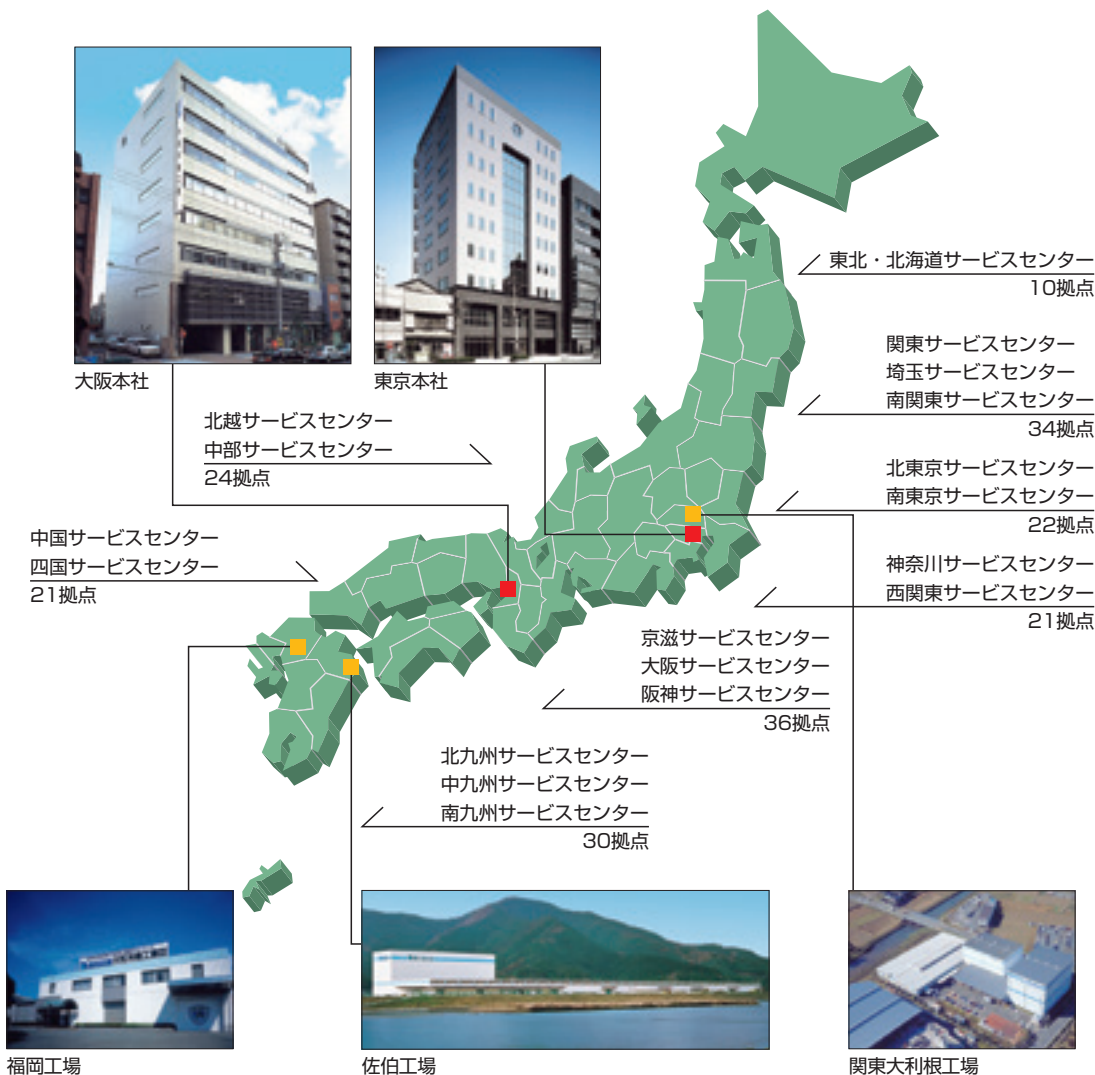 大阪本社
東京本社
東北・北海道サービスセンター
10拠点
関東サービスセンター
埼玉サービスセンター
南関東サービスセンター
34拠点
北越サービスセンター
中部サービスセンター
24拠点
北東京サービスセンター
南東京サービスセンター
22拠点
中国サービスセンター
四国サービスセンター
21拠点
神奈川サービスセンター
西関東サービスセンター
21拠点
京滋サービスセンター
大阪サービスセンター
阪神サービスセンター
36拠点
北九州サービスセンター
中九州サービスセンター
南九州サービスセンター
30拠点
福岡工場
佐伯工場
関東大利根工場